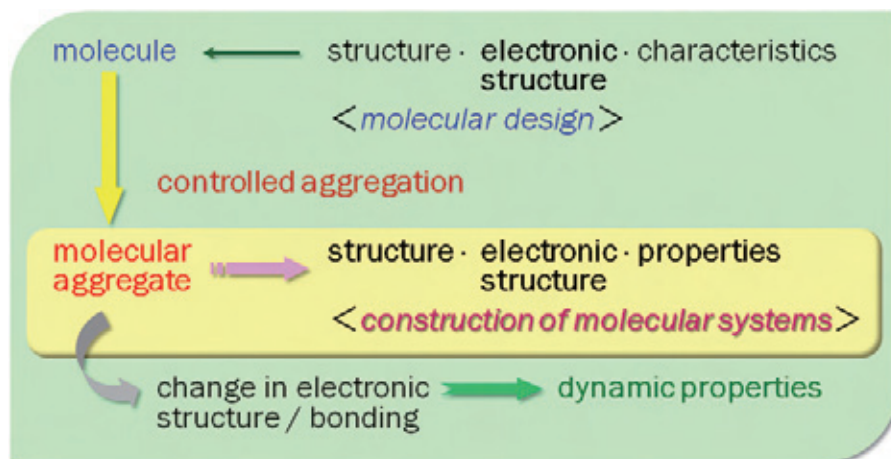 molecule
structure · electronic · characteristics
structure
<molecular design>
controlled aggregation
molecular
aggregate
structure · electronic · properties
structure
<construction of molecular systems>
change in electronic
structure / bonding
dynamic properties